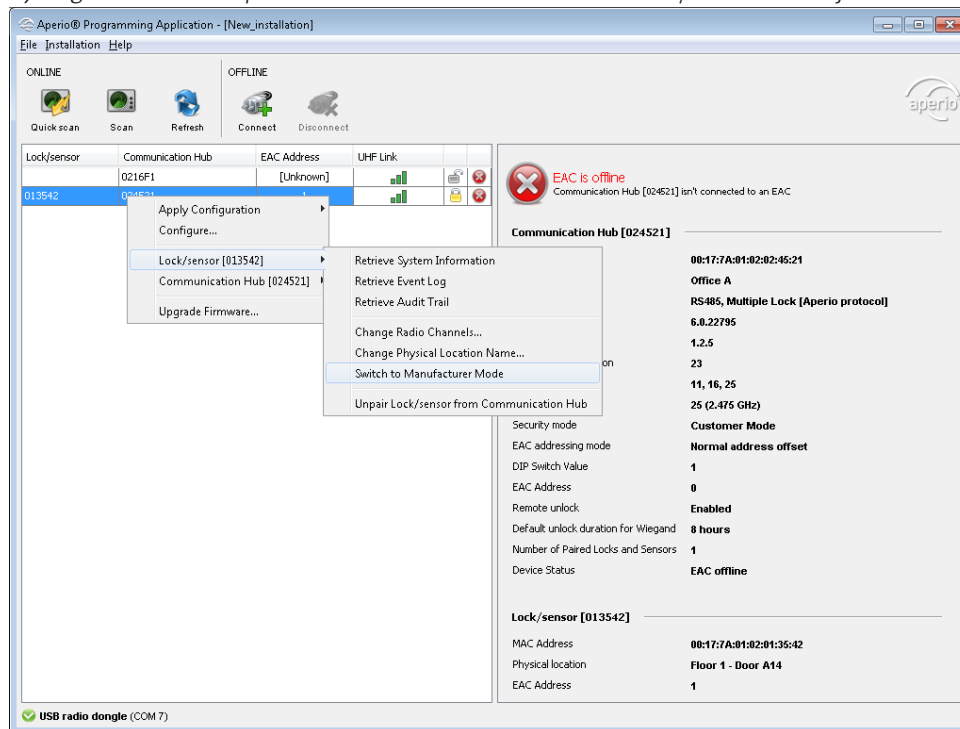 Aperio® Programming Application - [New_installation]
File Installation Help
ONLINE OFFLINE
aperio
Quick scan Scan Refresh Connect Disconnect
Lock/sensor Communication Hub EAC Address UHF Link
0216F1 [Unknown]
013542 024521 1
Apply Configuration
Configure...
Lock/sensor [013542]
Communication Hub [024521]
Upgrade Firmware...
Retrieve System Information
Retrieve Event Log
Retrieve Audit Trail
Change Radio Channels...
Change Physical Location Name...
Switch to Manufacturer Mode
Unpair Lock/sensor from Communication Hub
EAC is offline
Communication Hub [024521] isn't connected to an EAC
Communication Hub [024521]
00:17:7A:01:02:02:45:21
Office A
RS485, Multiple Lock [Aperio protocol]
6.0.22795
1.2.5
on 23
11, 16, 25
25 (2.475 GHz)
Security mode Customer Mode
EAC addressing mode Normal address offset
DIP Switch Value 1
EAC Address 0
Remote unlock Enabled
Default unlock duration for Wiegand 8 hours
Number of Paired Locks and Sensors 1
Device Status EAC offline
Lock/sensor [013542]
MAC Address 00:17:7A:01:02:01:35:42
Physical location Floor 1 - Door A14
EAC Address 1
USB radio dongle (COM 7)